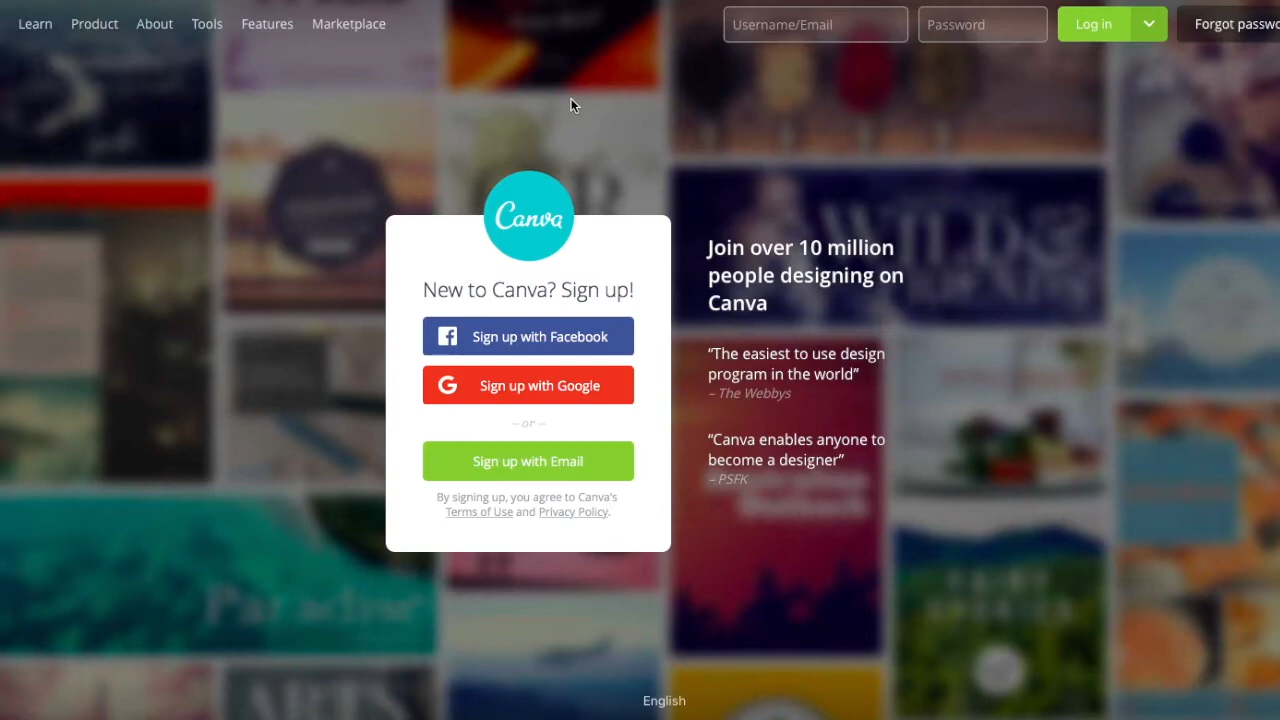 Learn Product About Tools Features Marketplace
Username/Email Password Log in Forgot passwo
Canva
New to Canva? Sign up!
Sign up with Facebook
Sign up with Google
– or –
Sign up with Email
By signing up, you agree to Canva's
Terms of Use and Privacy Policy.
Join over 10 million
people designing on
Canva
“The easiest to use design
program in the world”
– The Webbys
“Canva enables anyone to
become a designer”
– PSFK
Paradise
ARTS
English